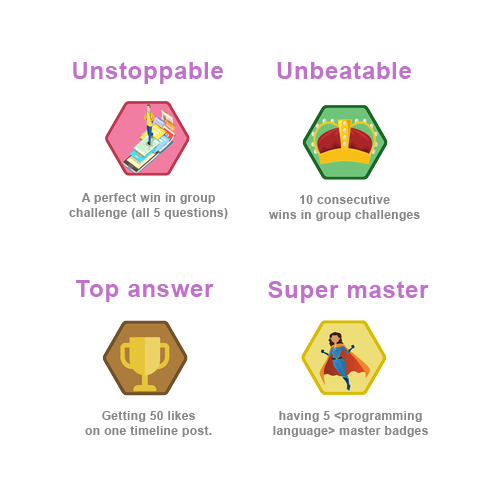 Unstoppable
Unbeatable
A perfect win in group
challenge (all 5 questions)
10 consecutive
wins in group challenges
Top answer
Super master
Getting 50 likes
on one timeline post.
having 5 <programming
language> master badges